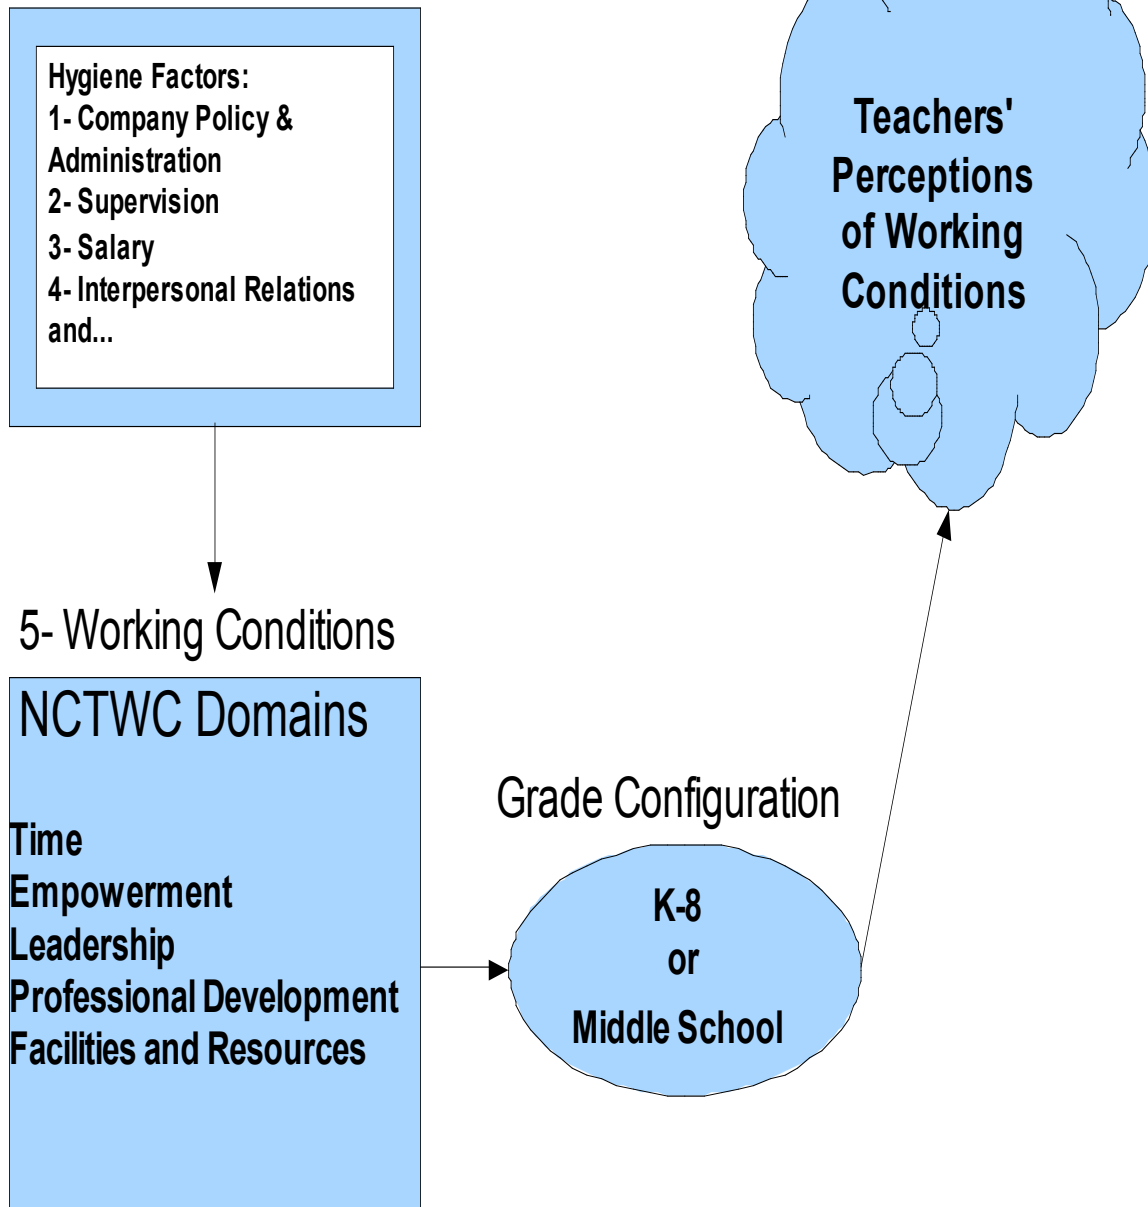 Hygiene Factors:
1- Company Policy &
Administration
2- Supervision
3- Salary
4- Interpersonal Relations
and...
Teachers'
Perceptions
of Working
Conditions
5- Working Conditions
NCTWC Domains
Time
Empowerment
Leadership
Professional Development
Facilities and Resources
Grade Configuration
K-8
or
Middle School